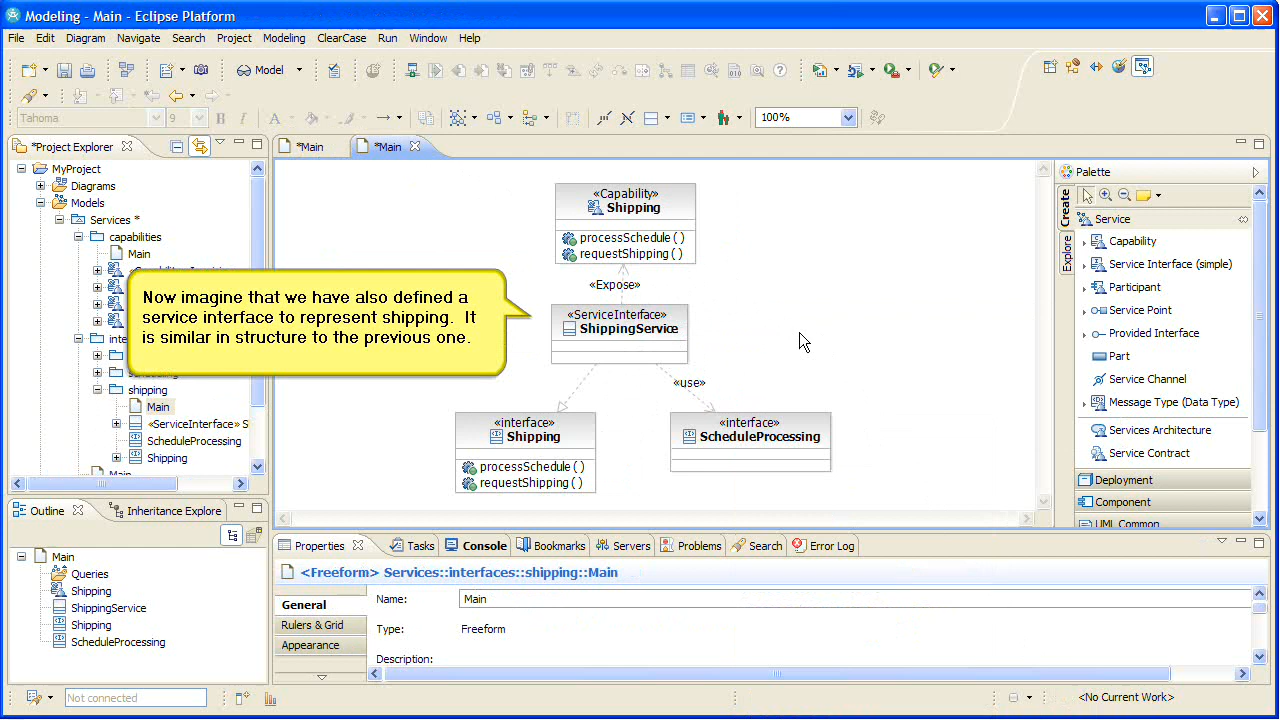 Modeling - Main - Eclipse Platform
File Edit Diagram Navigate Search Project Modeling ClearCase Run Window Help
Model
Tahoma 9 B I A 100%
*Project Explorer
*Main *Main
MyProject
Diagrams
Models
Services *
capabilities
Main
shipping
Main
«ServiceInterface» S
ScheduleProcessing
Shipping
Now imagine that we have also defined a
service interface to represent shipping. It
is similar in structure to the previous one.
«Capability»
Shipping
processSchedule ( )
requestShipping ( )
«Expose»
«ServiceInterface»
ShippingService
«use»
«interface»
Shipping
processSchedule ( )
requestShipping ( )
«interface»
ScheduleProcessing
Palette
Create
Explore
Service
Capability
Service Interface (simple)
Participant
Service Point
Provided Interface
Part
Service Channel
Message Type (Data Type)
Services Architecture
Service Contract
Deployment
Component
UML Common
Outline Inheritance Explore
Main
Queries
Shipping
ShippingService
Shipping
ScheduleProcessing
Properties Tasks Console Bookmarks Servers Problems Search Error Log
<Freeform> Services::interfaces::shipping::Main
General
Rulers & Grid
Appearance
Name: Main
Type: Freeform
Description:
Not connected
<No Current Work>